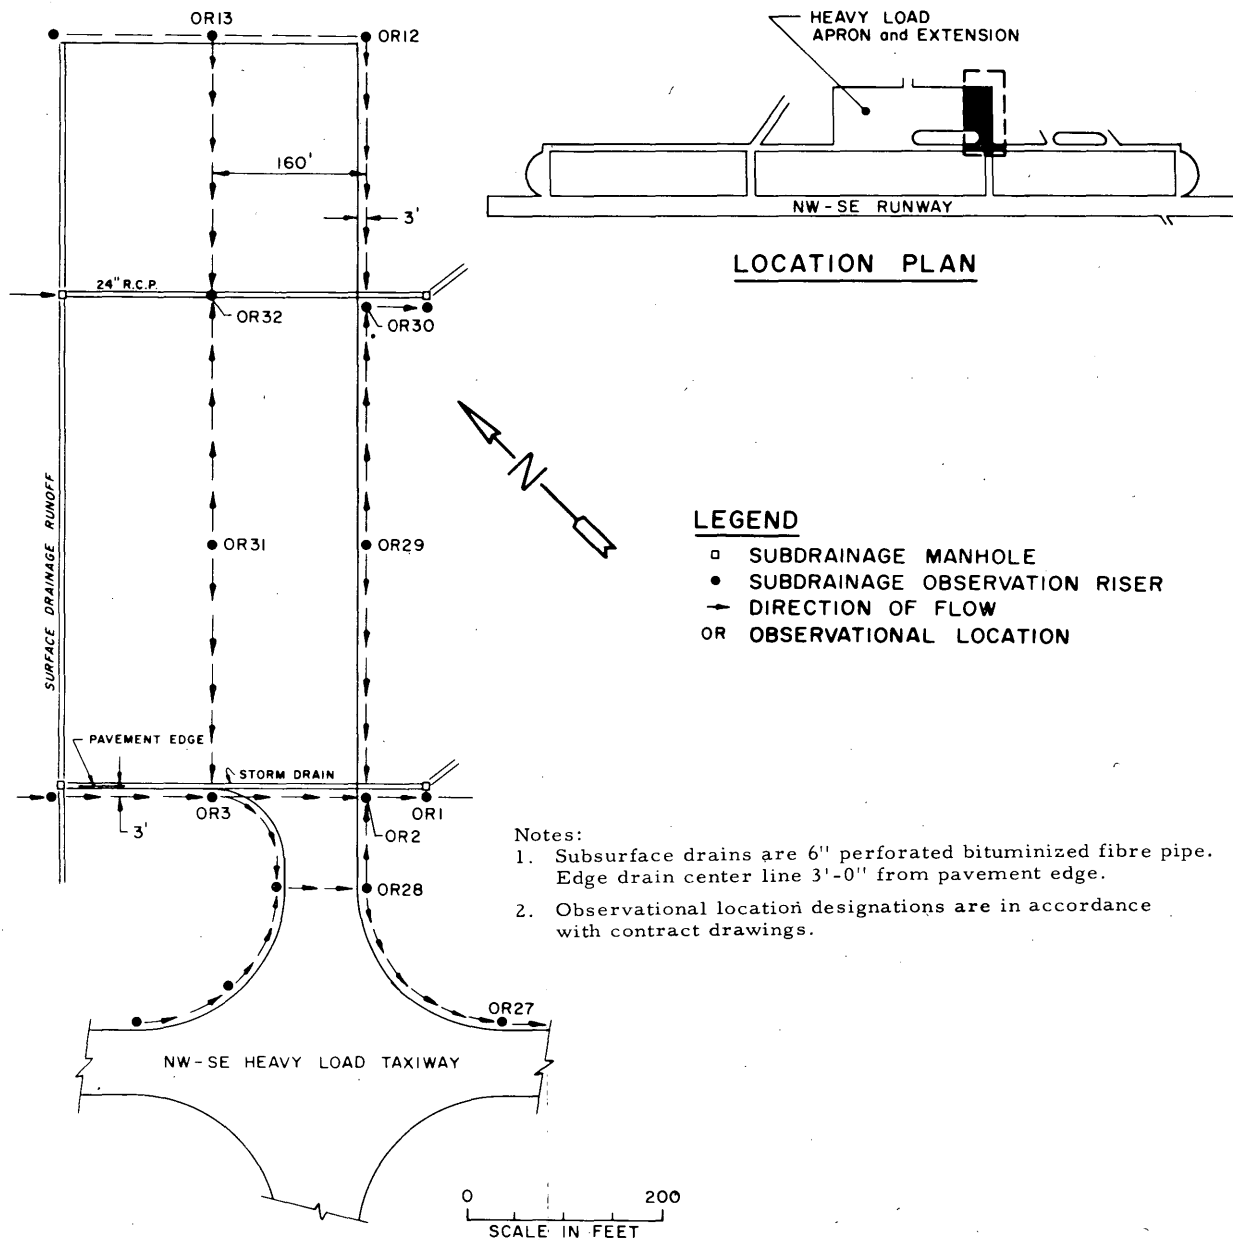 OR13
OR12
HEAVY LOAD
APRON and EXTENSION
160'
3'
NW-SE RUNWAY
LOCATION PLAN
24" R.C.P.
OR32
OR30
N
SURFACE DRAINAGE RUNOFF
LEGEND
SUBDRAINAGE MANHOLE
SUBDRAINAGE OBSERVATION RISER
DIRECTION OF FLOW
OR OBSERVATIONAL LOCATION
OR31
OR29
PAVEMENT EDGE
STORM DRAIN
OR3
OR1
3'
OR2
Notes:
1. Subsurface drains are 6" perforated bituminized fibre pipe.
Edge drain center line 3'-0" from pavement edge.
2. Observational location designations are in accordance
with contract drawings.
OR28
OR27
NW-SE HEAVY LOAD TAXIWAY
0 200
SCALE IN FEET